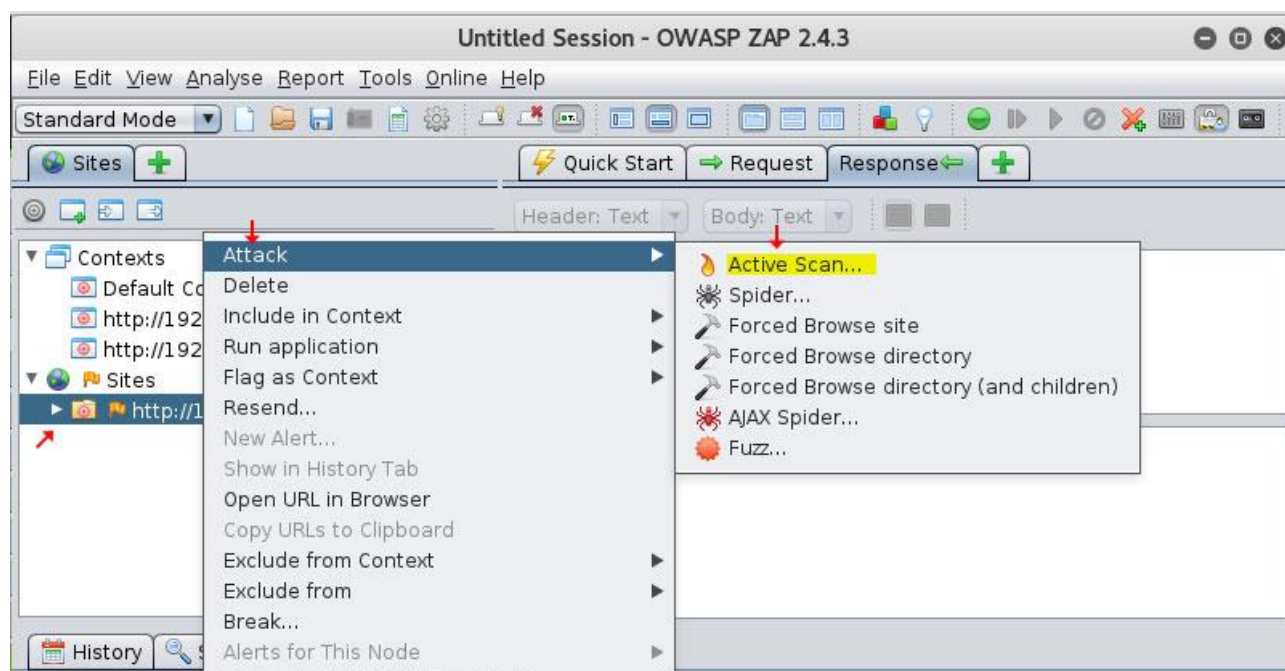 Untitled Session - OWASP ZAP 2.4.3
File Edit View Analyse Report Tools Online Help
Standard Mode
Sites
Quick Start
Request
Response
Header: Text
Body: Text
Contexts
Default Co
http://192
http://192
Sites
http://1
Attack
Delete
Include in Context
Run application
Flag as Context
Resend...
New Alert...
Show in History Tab
Open URL in Browser
Copy URLs to Clipboard
Exclude from Context
Exclude from
Break...
Alerts for This Node
Active Scan...
Spider...
Forced Browse site
Forced Browse directory
Forced Browse directory (and children)
AJAX Spider...
Fuzz...
History